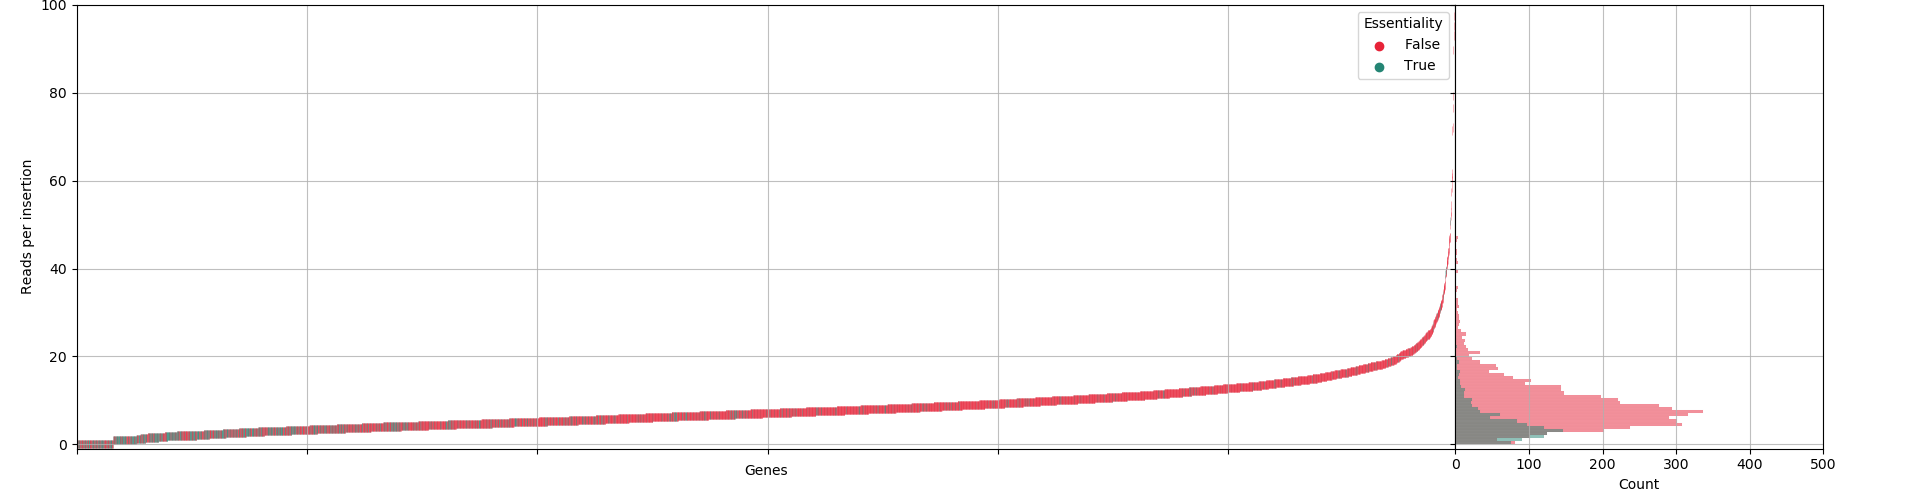 100
80
60
40
20
0
Reads per insertion
Genes
Essentiality
False
True
0 100 200 300 400 500
Count